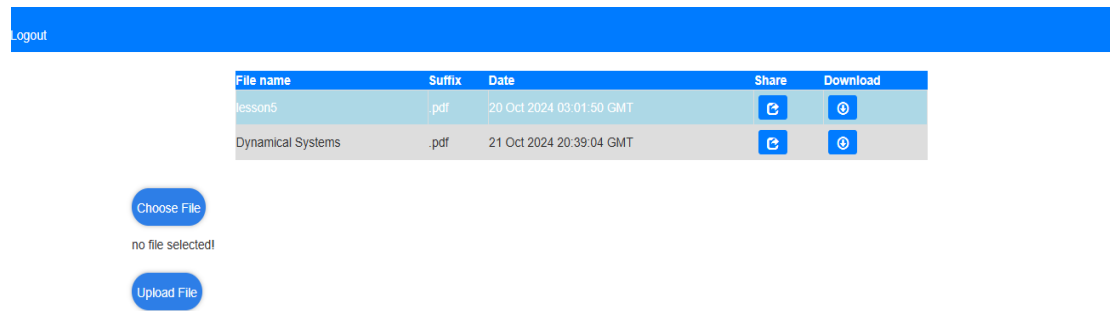 Logout
File name Suffix Date Share Download
lesson5 .pdf 20 Oct 2024 03:01:50 GMT
Dynamical Systems .pdf 21 Oct 2024 20:39:04 GMT
Choose File
no file selected!
Upload File